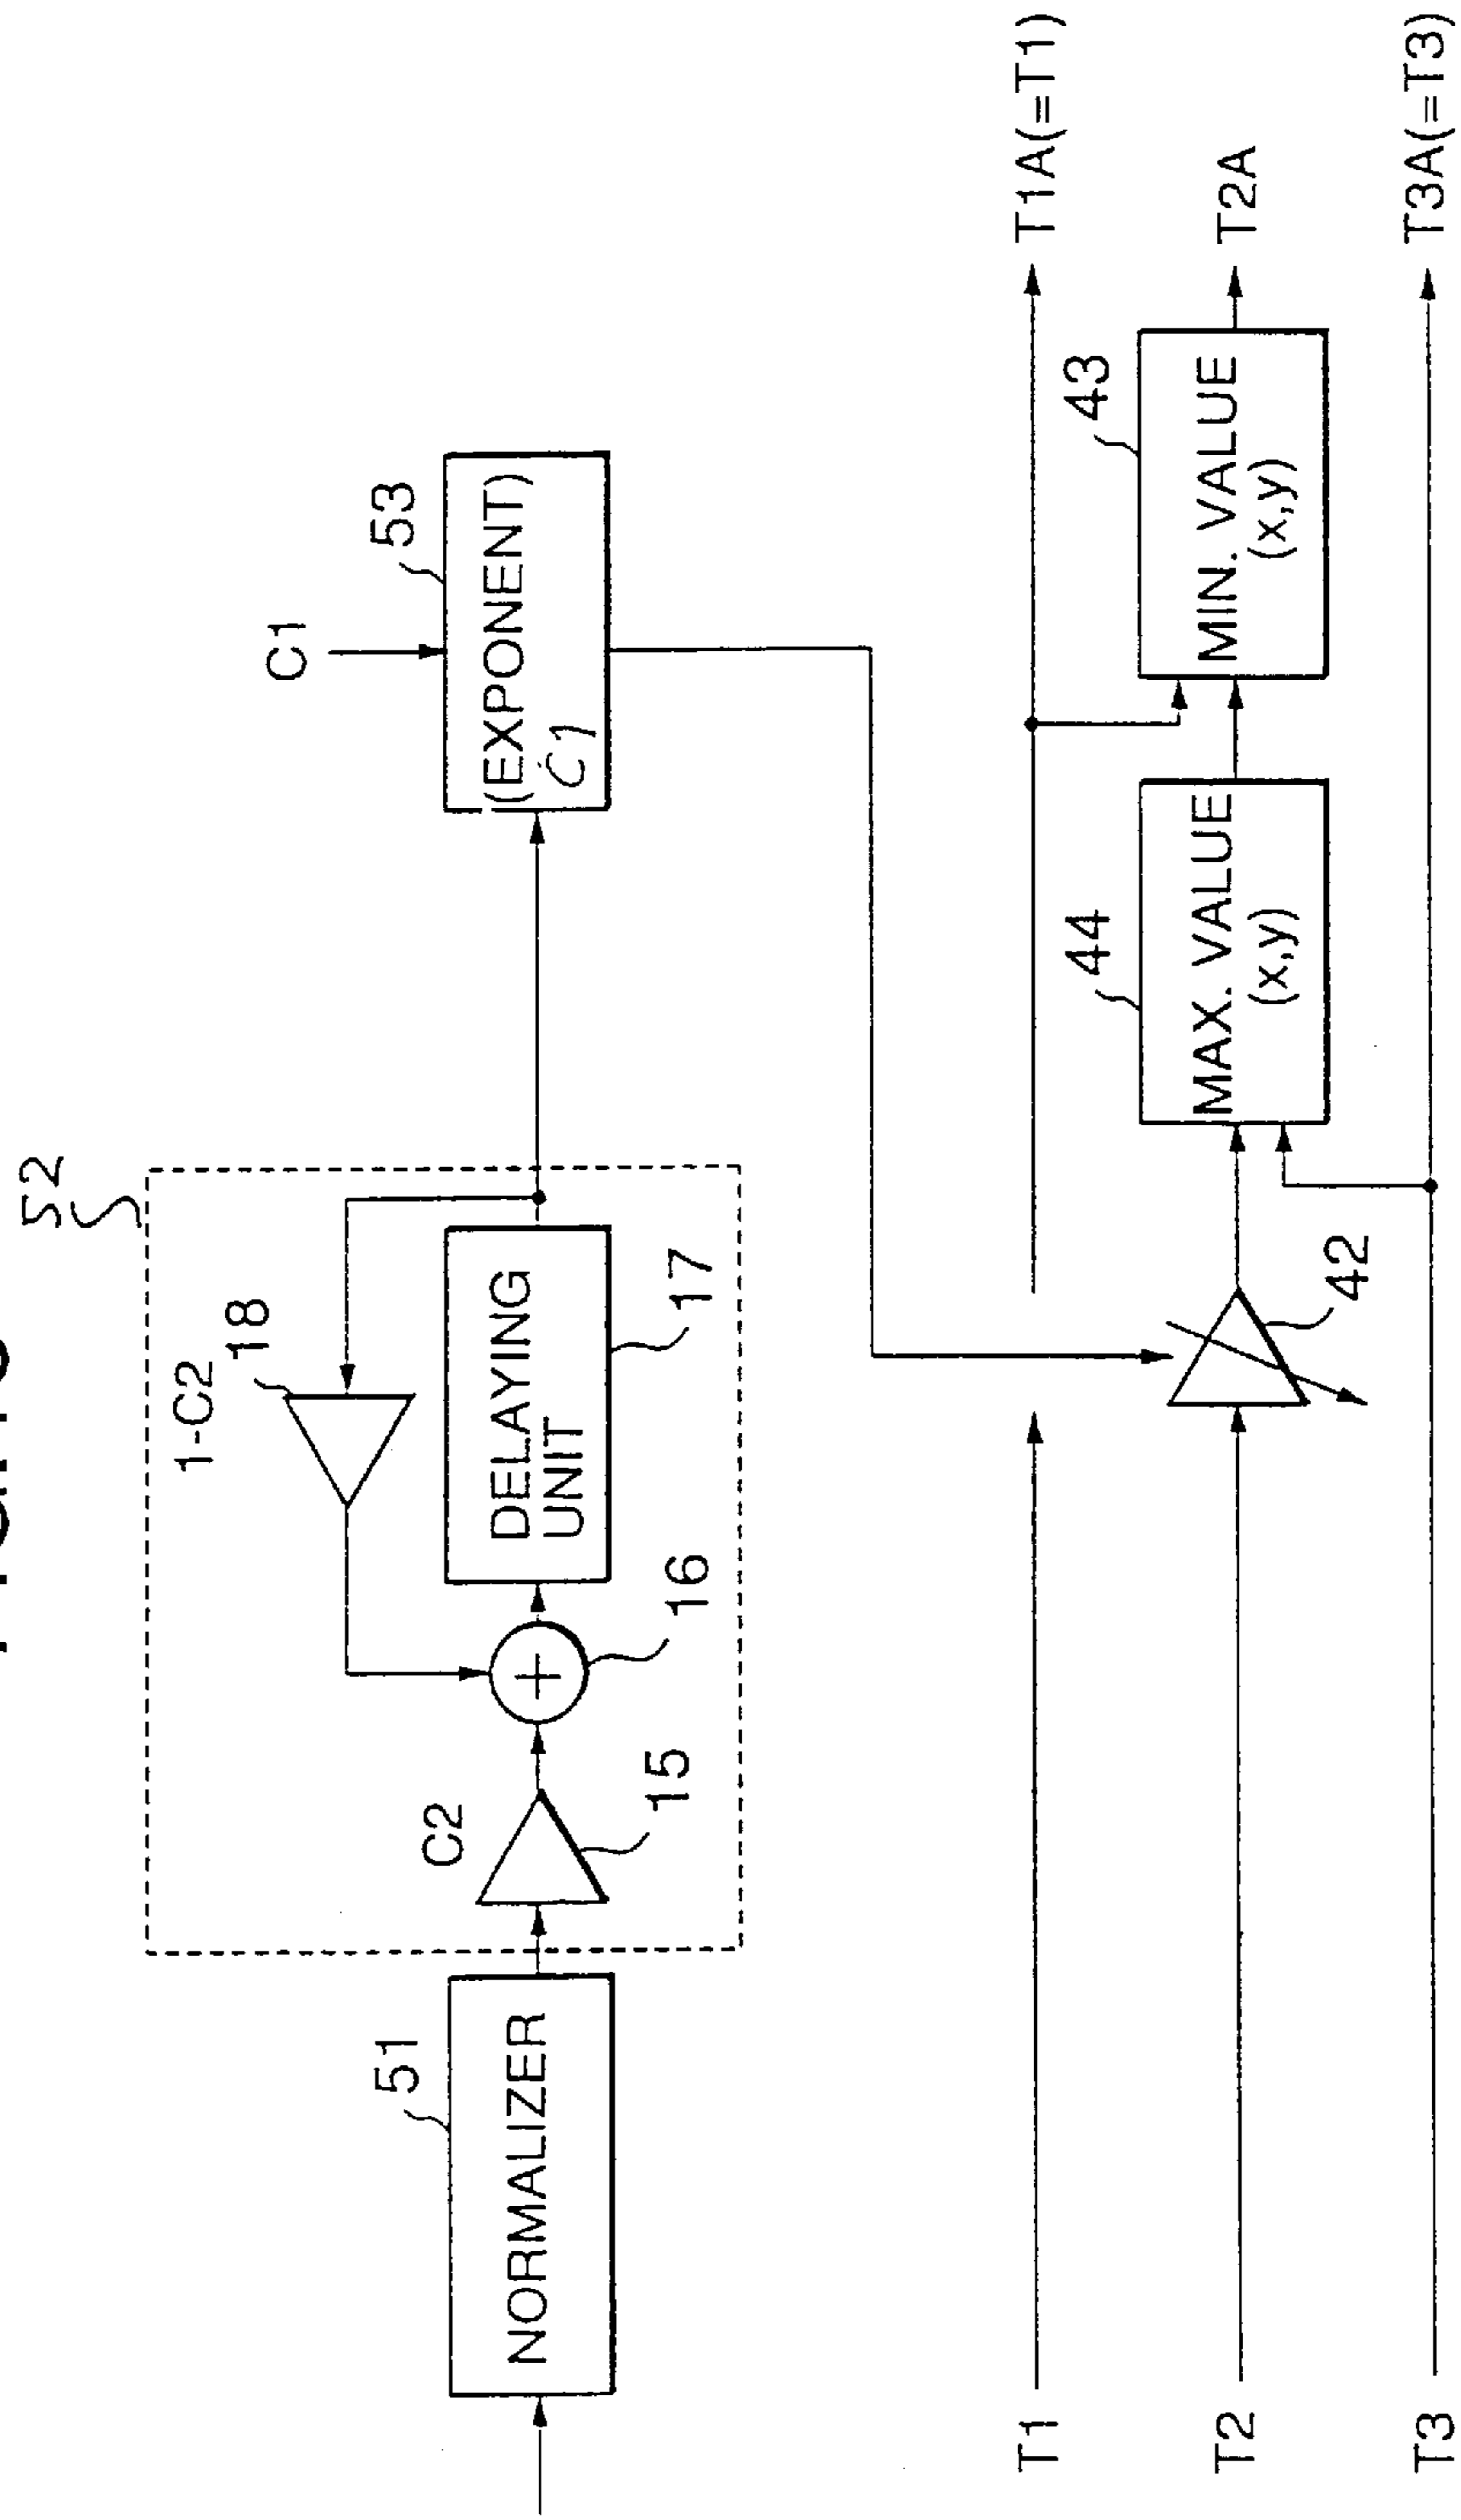 52
1-C2
18
C1
53
51
C2
NORMALIZER
DELAYING
UNIT
(EXPONENT)
C1
15
16
17
T1
T1A(=T1)
44
43
T2
MAX. VALUE
(x,y)
MIN. VALUE
(x,y)
T2A
42
T3
T3A(=T3)